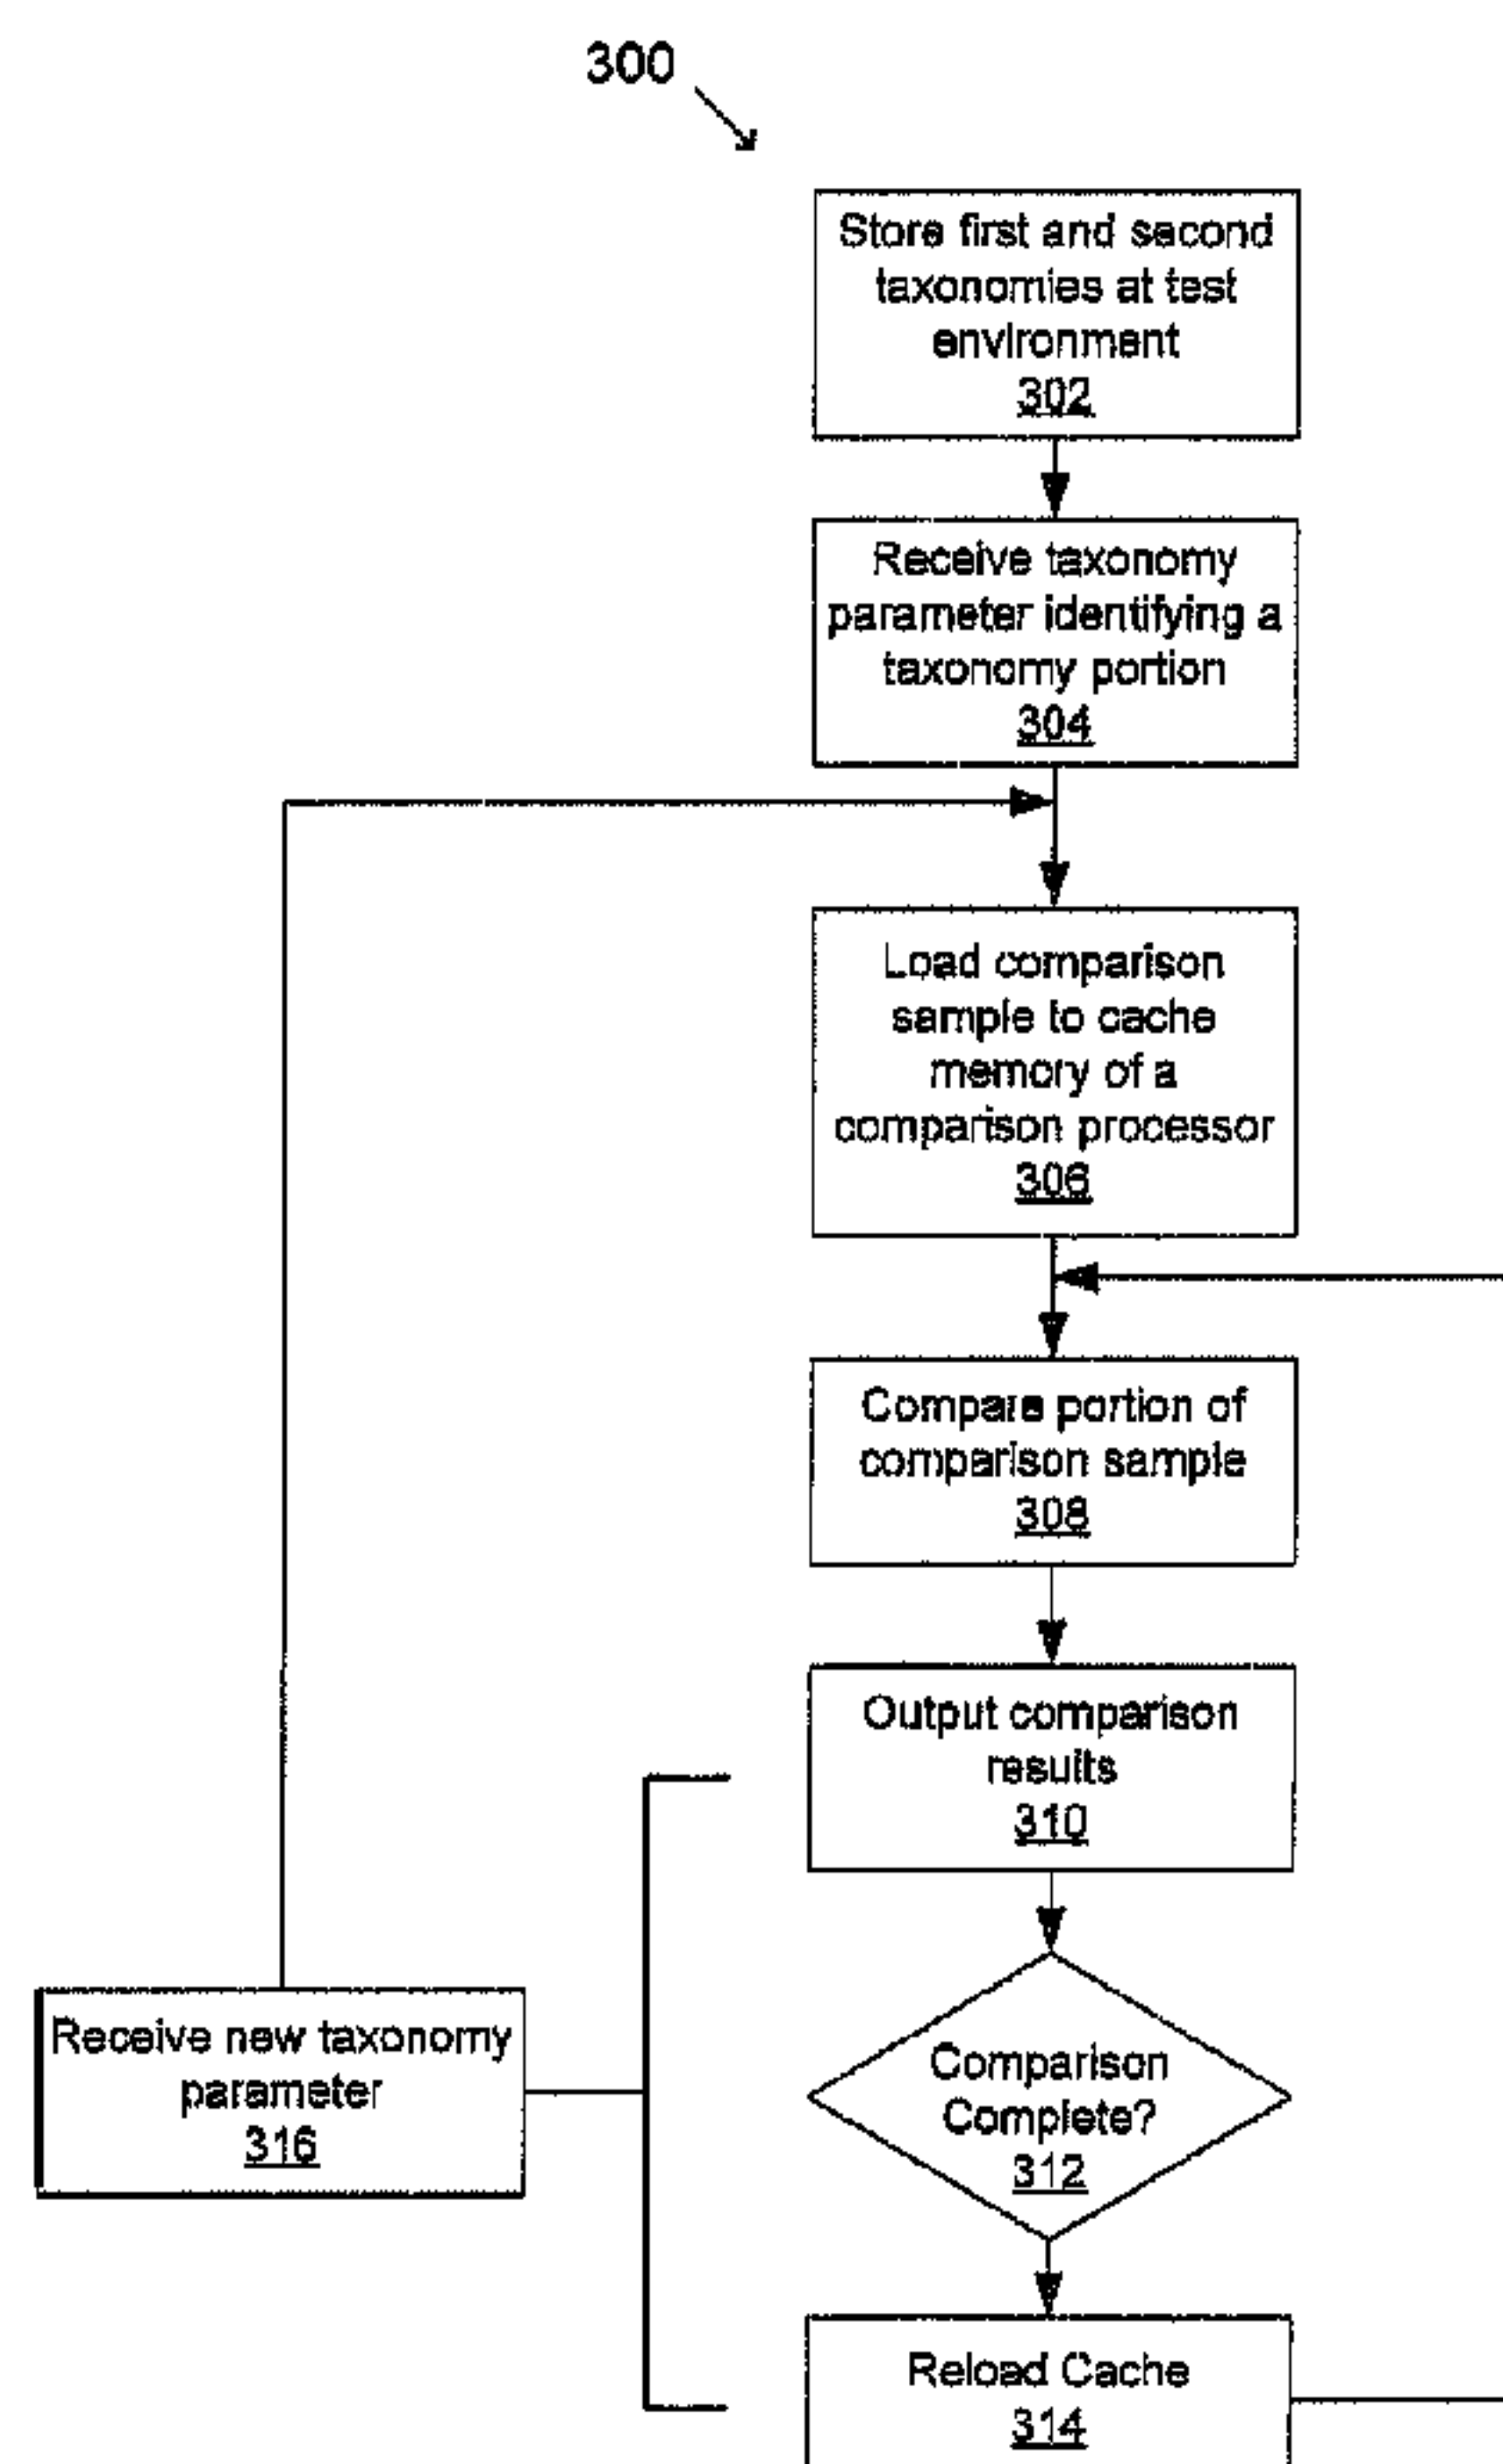 300
Store first and second
taxonomies at test
environment
302
Receive taxonomy
parameter identifying a
taxonomy portion
304
Load comparison
sample to cache
memory of a
comparison processor
306
Compare portion of
comparison sample
308
Output comparison
results
310
Comparison
Complete?
312
Receive new taxonomy
parameter
316
Reload Cache
314